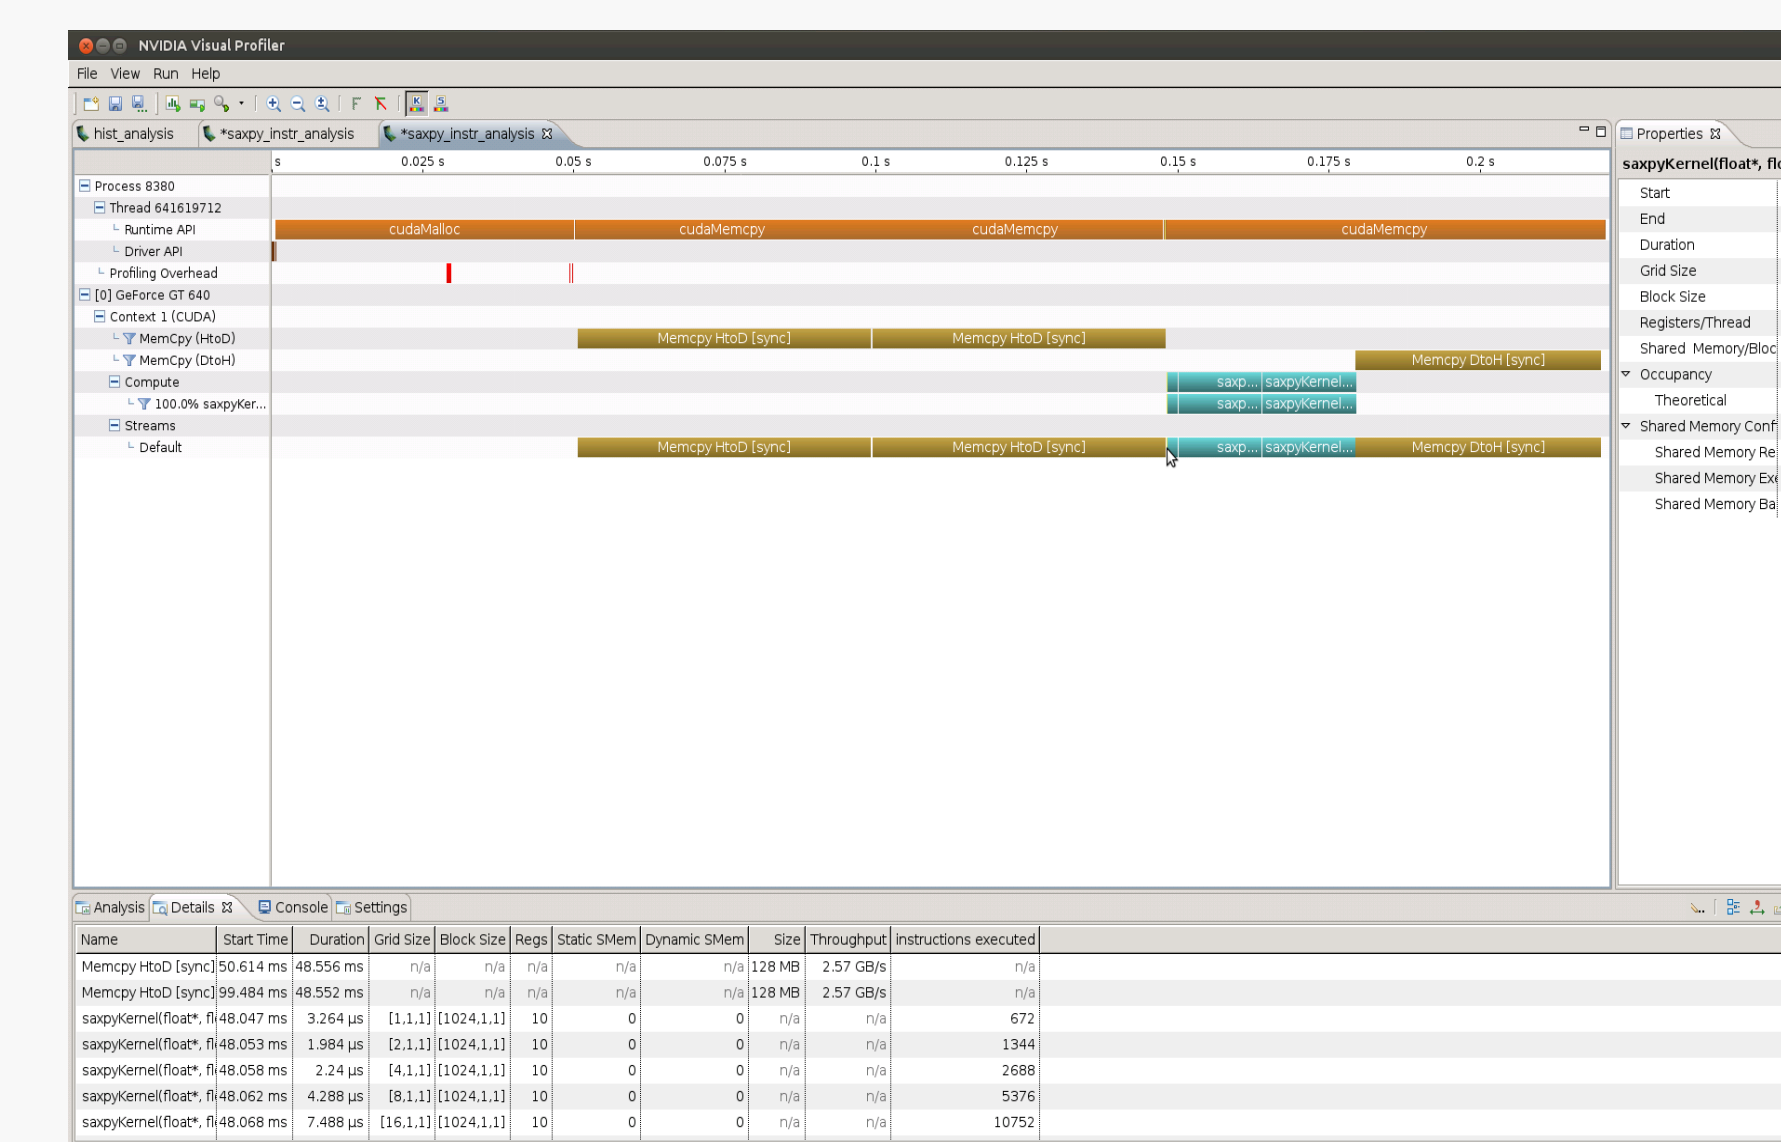 NVIDIA Visual Profiler
File View Run Help
hist_analysis *saxpy_instr_analysis *saxpy_instr_analysis
s 0.025 s 0.05 s 0.075 s 0.1 s 0.125 s 0.15 s 0.175 s 0.2 s
Process 8380
Thread 641619712
Runtime API cudaMalloc cudaMemcpy cudaMemcpy cudaMemcpy
Driver API
Profiling Overhead
[0] GeForce GT 640
Context 1 (CUDA)
MemCpy (HtoD) Memcpy HtoD [sync] Memcpy HtoD [sync]
MemCpy (DtoH) Memcpy DtoH [sync]
Compute saxp... saxpyKernel...
100.0% saxpyKer... saxp... saxpyKernel...
Streams
Default Memcpy HtoD [sync] Memcpy HtoD [sync] saxp... saxpyKernel... Memcpy DtoH [sync]
Properties
saxpyKernel(float*, flo
Start
End
Duration
Grid Size
Block Size
Registers/Thread
Shared Memory/Bloc
Occupancy
Theoretical
Shared Memory Conf
Shared Memory Re
Shared Memory Exe
Shared Memory Ba
Analysis Details Console Settings
Name Start Time Duration Grid Size Block Size Regs Static SMem Dynamic SMem Size Throughput instructions executed
Memcpy HtoD [sync] 50.614 ms 48.556 ms n/a n/a n/a n/a n/a 128 MB 2.57 GB/s n/a
Memcpy HtoD [sync] 99.484 ms 48.552 ms n/a n/a n/a n/a n/a 128 MB 2.57 GB/s n/a
saxpyKernel(float*, fl 48.047 ms 3.264 µs [1,1,1] [1024,1,1] 10 0 0 n/a n/a 672
saxpyKernel(float*, fl 48.053 ms 1.984 µs [2,1,1] [1024,1,1] 10 0 0 n/a n/a 1344
saxpyKernel(float*, fl 48.058 ms 2.24 µs [4,1,1] [1024,1,1] 10 0 0 n/a n/a 2688
saxpyKernel(float*, fl 48.062 ms 4.288 µs [8,1,1] [1024,1,1] 10 0 0 n/a n/a 5376
saxpyKernel(float*, fl 48.068 ms 7.488 µs [16,1,1] [1024,1,1] 10 0 0 n/a n/a 10752